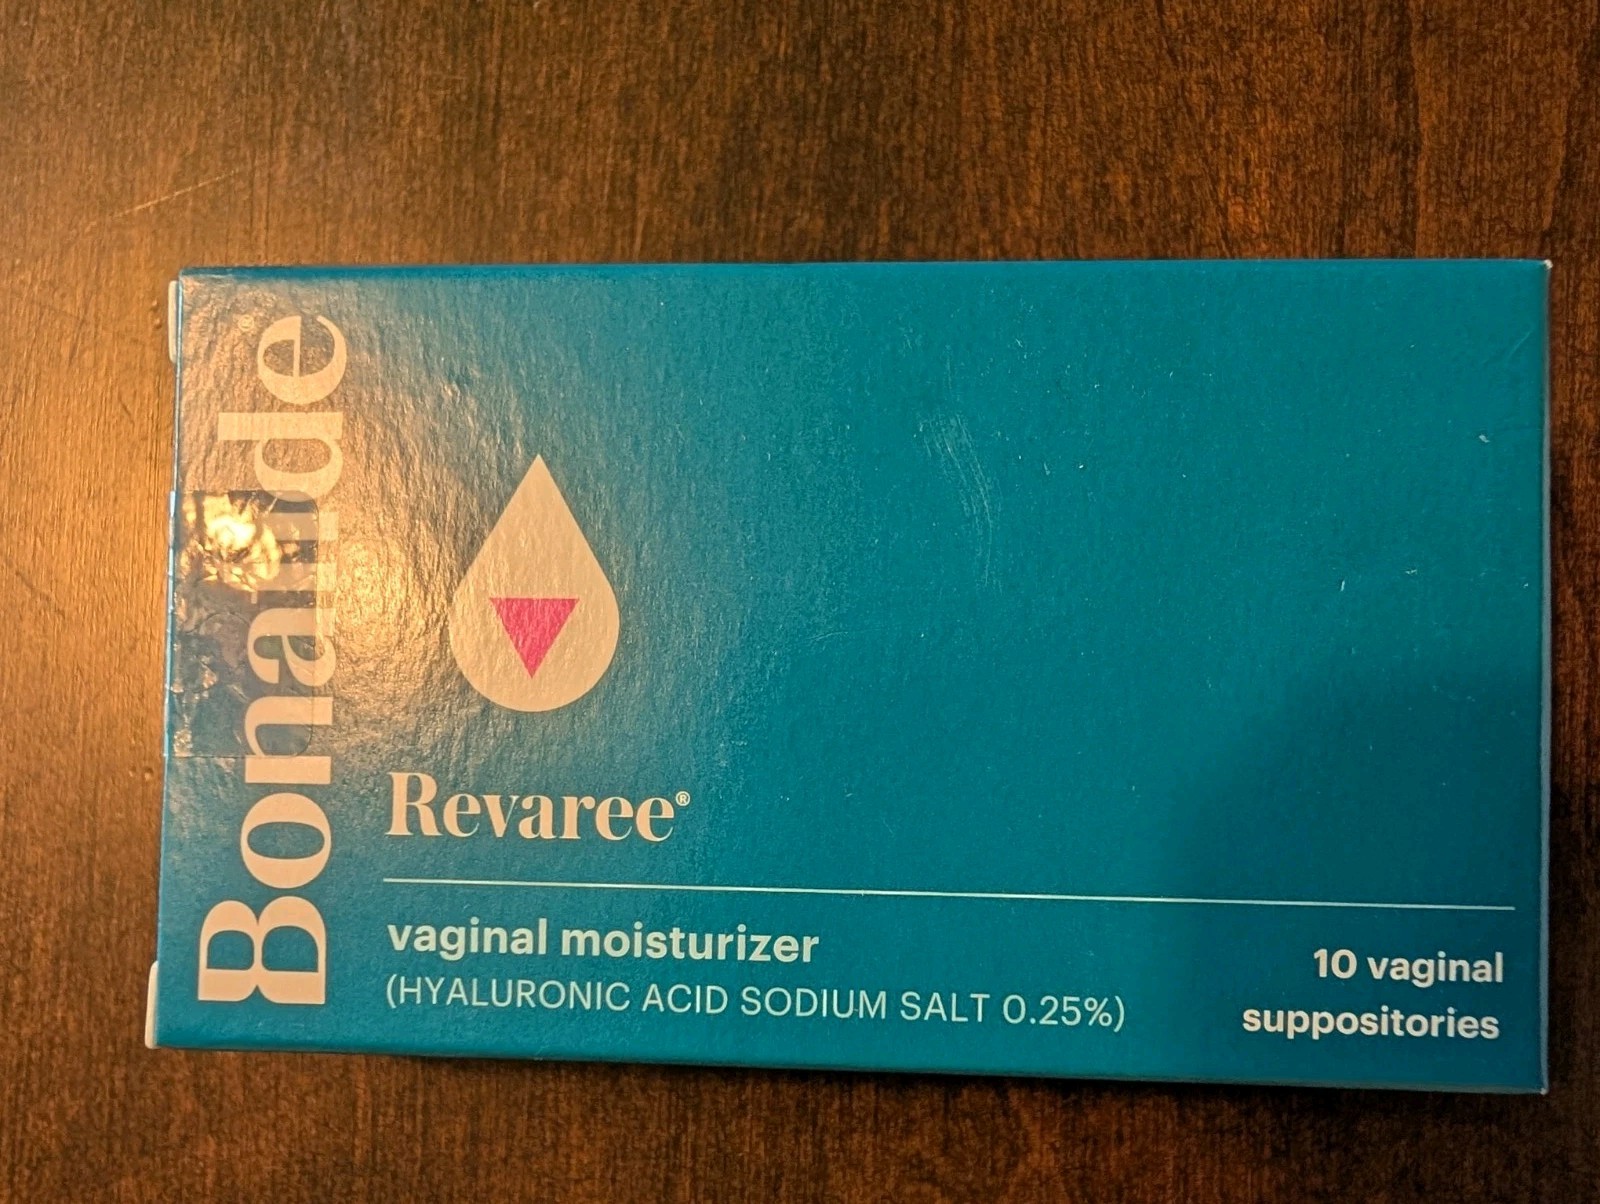 Bonafide®
Revaree®
vaginal moisturizer
(HYALURONIC ACID SODIUM SALT 0.25%)
10 vaginal
suppositories